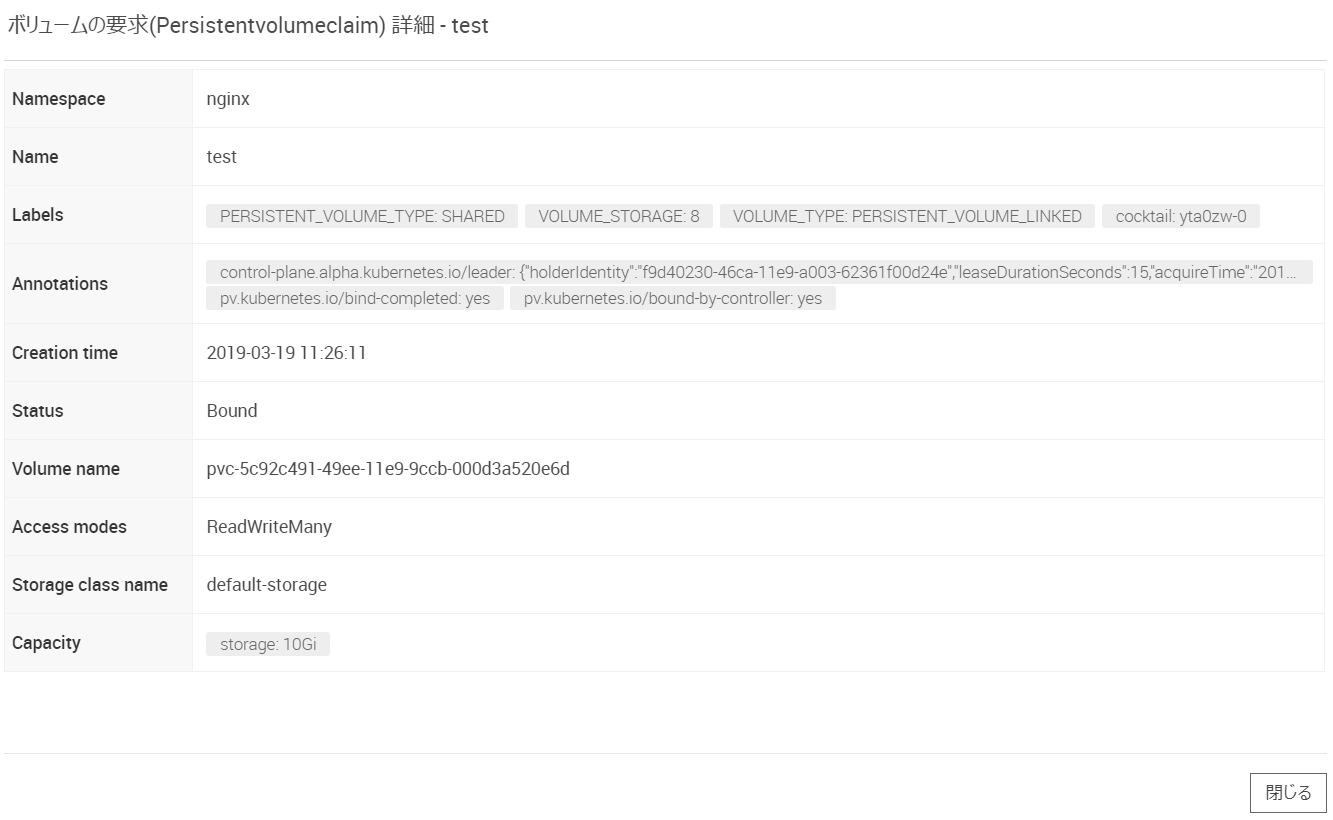 ボリュームの要求(Persistentvolumeclaim) 詳細 - test
Namespace nginx
Name test
Labels PERSISTENT_VOLUME_TYPE: SHARED VOLUME_STORAGE: 8 VOLUME_TYPE: PERSISTENT_VOLUME_LINKED cocktail: yta0zw-0
Annotations control-plane.alpha.kubernetes.io/leader: {"holderIdentity":"f9d40230-46ca-11e9-a003-62361f00d24e","leaseDurationSeconds":15,"acquireTime":"201...
pv.kubernetes.io/bind-completed: yes pv.kubernetes.io/bound-by-controller: yes
Creation time 2019-03-19 11:26:11
Status Bound
Volume name pvc-5c92c491-49ee-11e9-9ccb-000d3a520e6d
Access modes ReadWriteMany
Storage class name default-storage
Capacity storage: 10Gi
閉じる